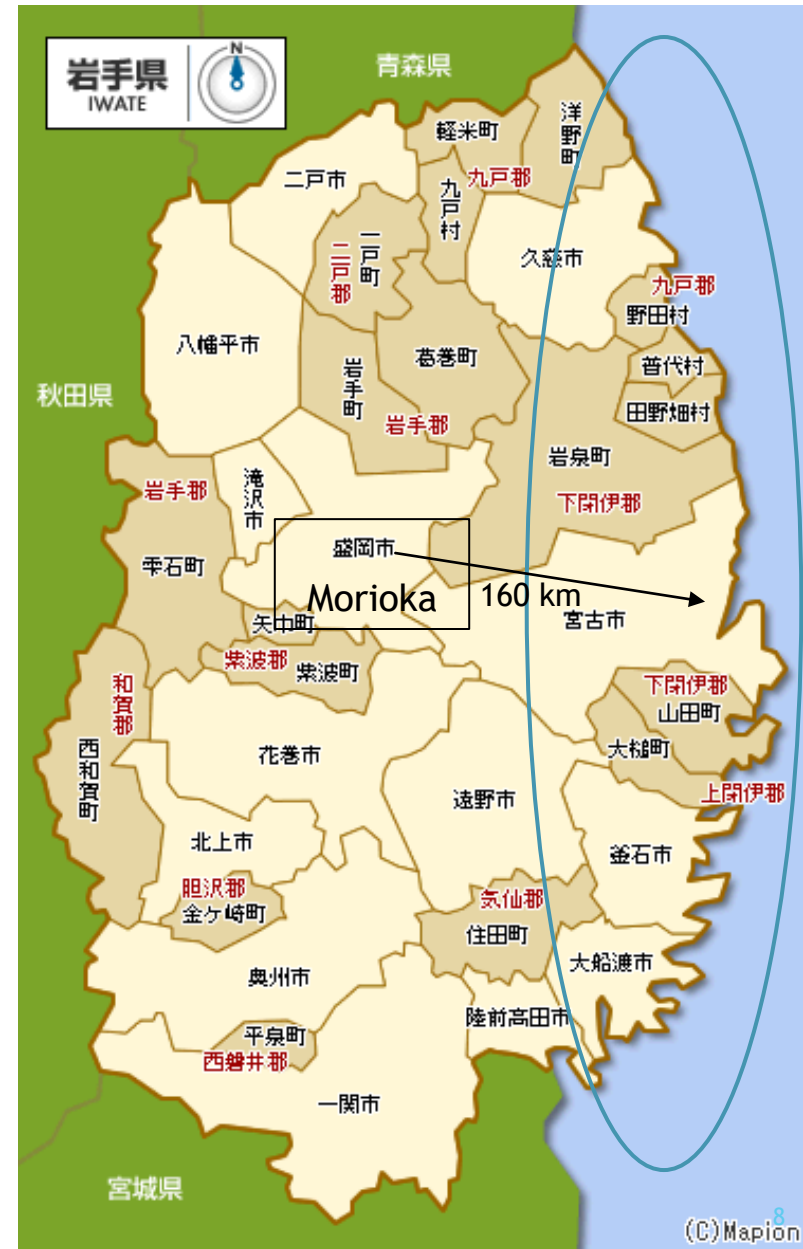 岩手県
IWATE
N
青森県
洋野町
軽米町
二戸市
九戸郡
九戸村
一戸町
二戸郡
久慈市
九戸郡
野田村
八幡平市
葛巻町
岩手町
普代村
秋田県
田野畑村
岩手郡
岩泉町
岩手郡
滝沢市
下閉伊郡
盛岡市
雫石町
Morioka
160 km
宮古市
矢巾町
紫波郡
紫波町
和賀郡
下閉伊郡
山田町
西和賀町
花巻市
大槌町
上閉伊郡
遠野市
北上市
釜石市
胆沢郡
金ケ崎町
気仙郡
住田町
大船渡市
奥州市
陸前高田市
平泉町
西磐井郡
一関市
宮城県
8
(C)Mapion